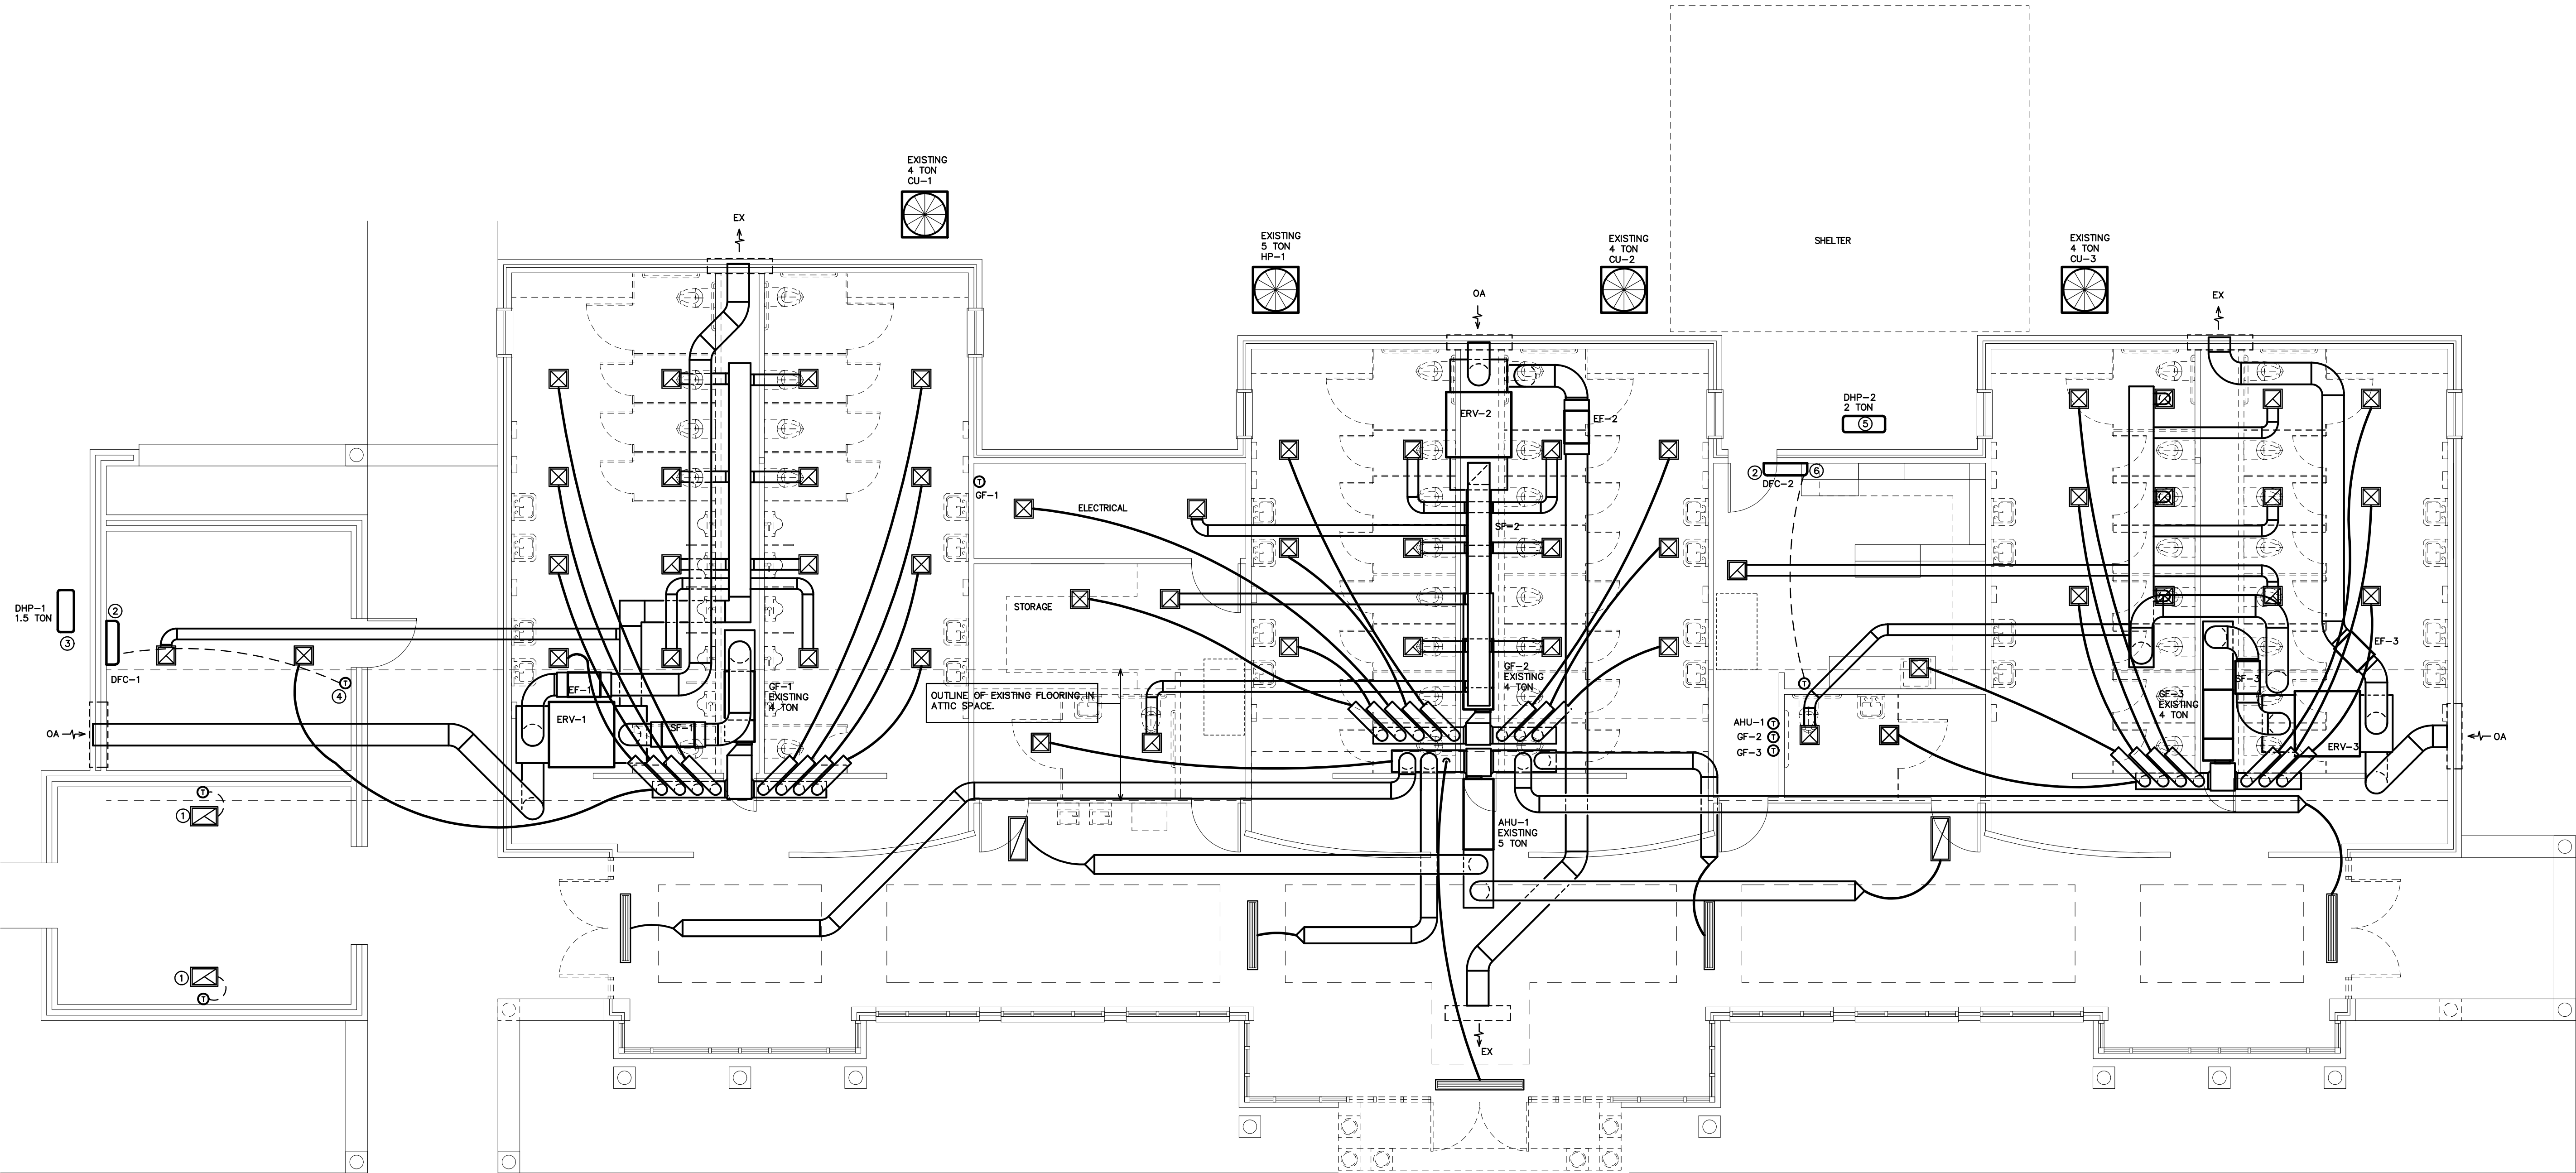 EXISTING
4 TON
CU-1
EX
EXISTING
5 TON
HP-1
OA
EXISTING
4 TON
CU-2
SHELTER
EXISTING
4 TON
CU-3
EX
ERV-2
EF-2
DHP-2
2 TON
5
2
DFC-2
6
T
GF-1
ELECTRICAL
SF-2
DHP-1
1.5 TON
3
2
DFC-1
STORAGE
T
4
EF-1
ERV-1
SF-1
GF-1
EXISTING
4 TON
OUTLINE OF EXISTING FLOORING IN
ATTIC SPACE.
GF-2
EXISTING
4 TON
T
AHU-1 T
GF-2 T
GF-3 T
EF-3
SF-3
GF-3
EXISTING
4 TON
ERV-3
OA
OA
T
1
AHU-1
EXISTING
5 TON
1
T
EX